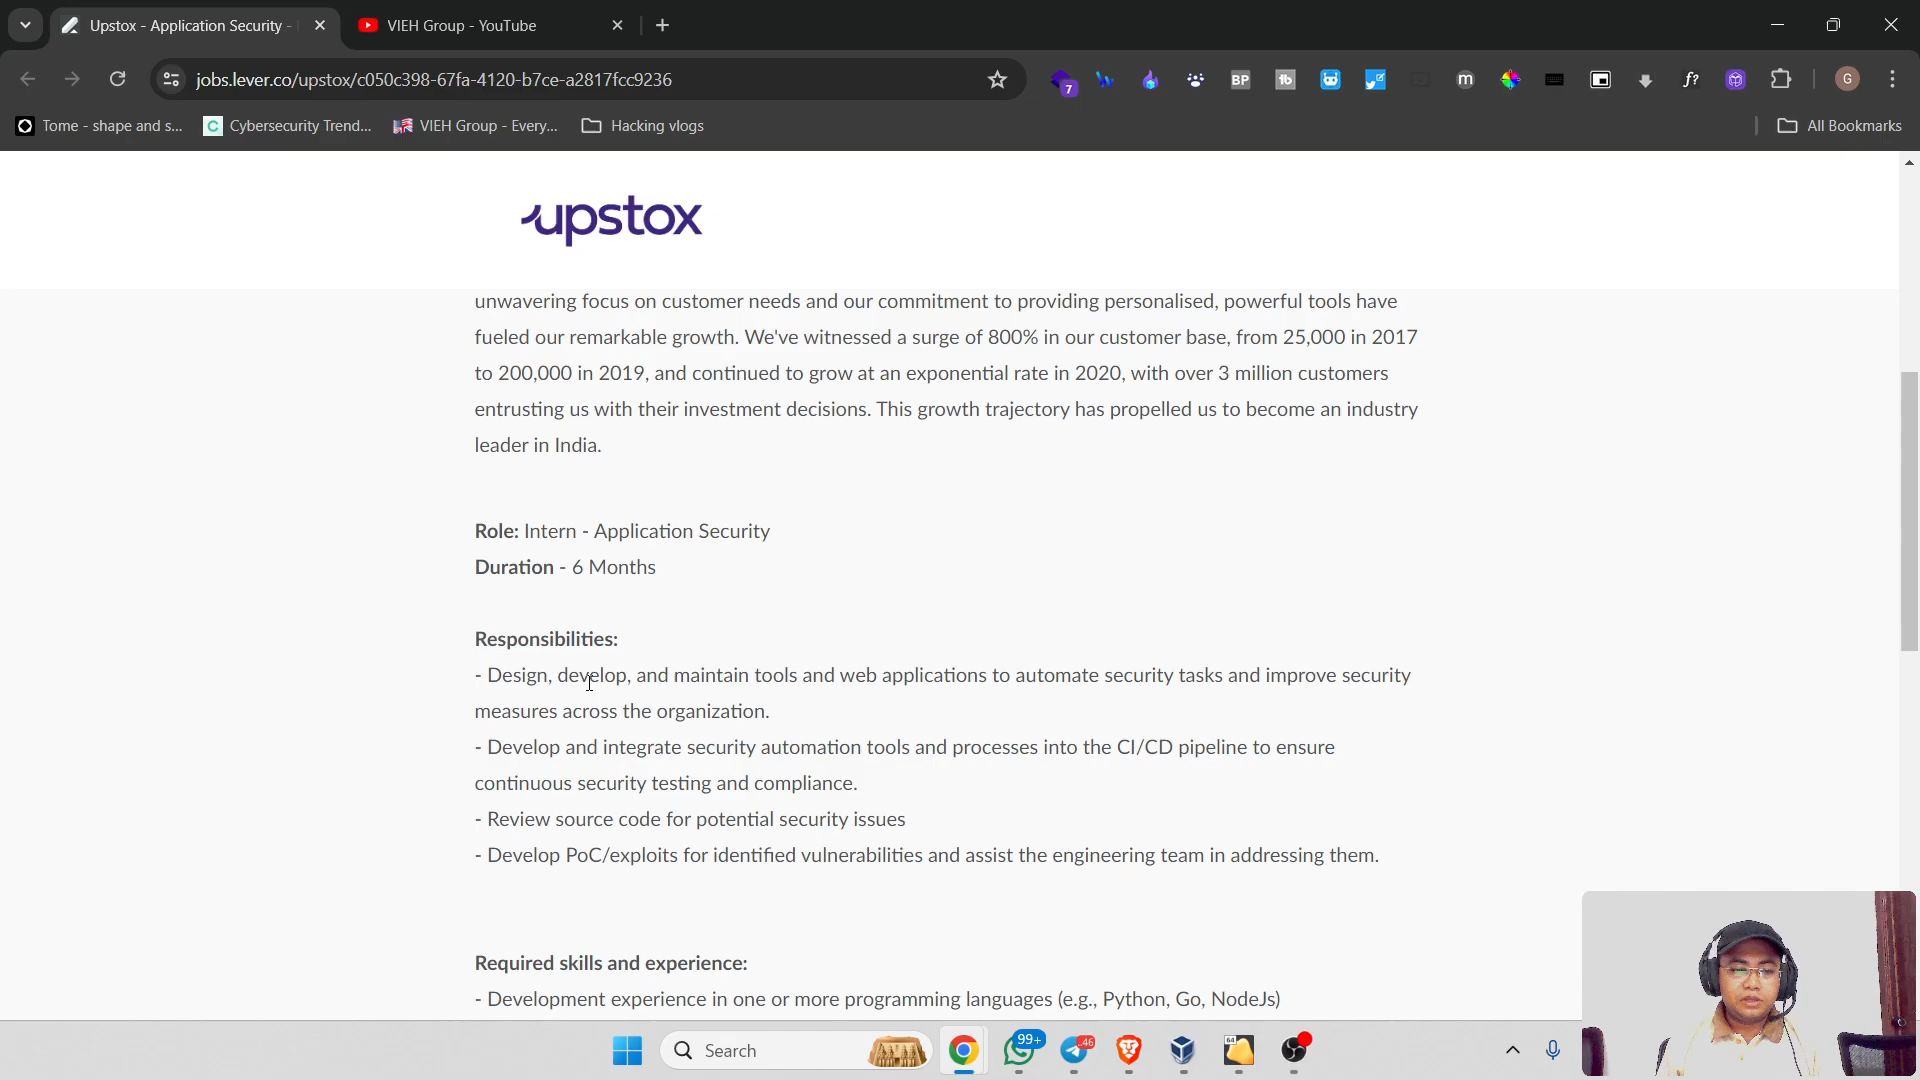 Upstox - Application Security -
VIEH Group - YouTube
jobs.lever.co/upstox/c050c398-67fa-4120-b7ce-a2817fcc9236
7
BP
tb
m
f?
G
Tome - shape and s...
Cybersecurity Trend...
VIEH Group - Every...
Hacking vlogs
All Bookmarks
upstox
unwavering focus on customer needs and our commitment to providing personalised, powerful tools have
fueled our remarkable growth. We've witnessed a surge of 800% in our customer base, from 25,000 in 2017
to 200,000 in 2019, and continued to grow at an exponential rate in 2020, with over 3 million customers
entrusting us with their investment decisions. This growth trajectory has propelled us to become an industry
leader in India.
Role: Intern - Application Security
Duration - 6 Months
Responsibilities:
- Design, develop, and maintain tools and web applications to automate security tasks and improve security
measures across the organization.
- Develop and integrate security automation tools and processes into the CI/CD pipeline to ensure
continuous security testing and compliance.
- Review source code for potential security issues
- Develop PoC/exploits for identified vulnerabilities and assist the engineering team in addressing them.
Required skills and experience:
- Development experience in one or more programming languages (e.g., Python, Go, NodeJs)
Search
99+
.46
64